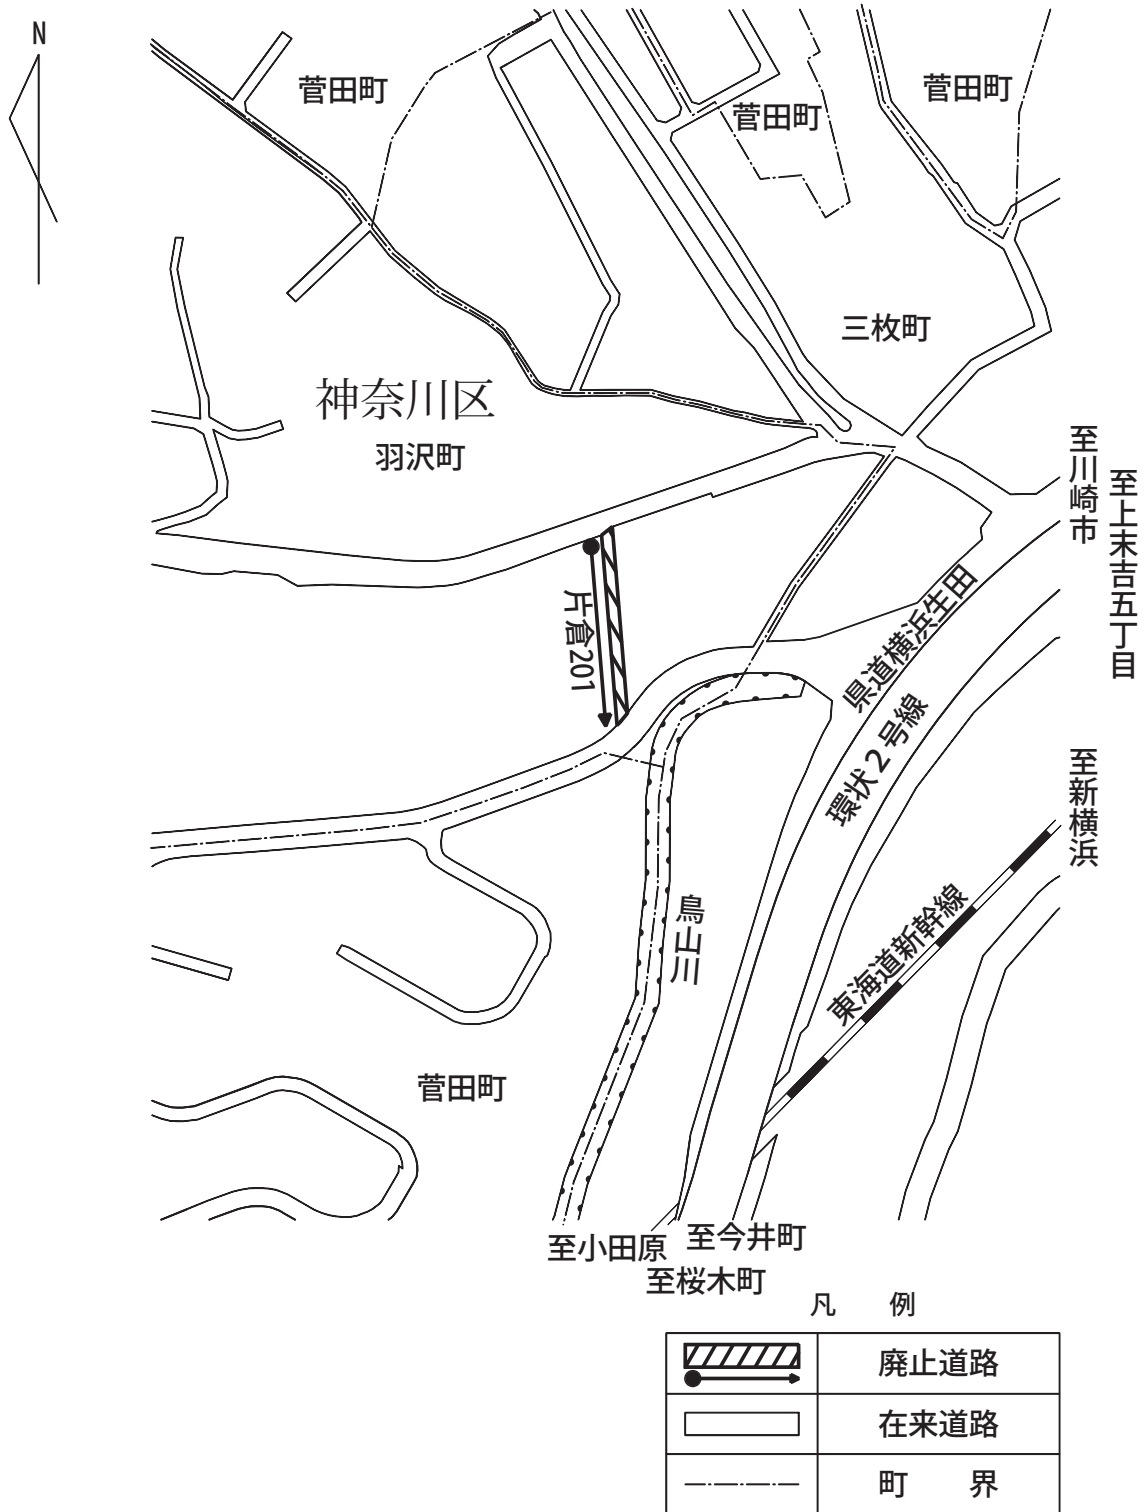 N
菅田町
菅田町
菅田町
三枚町
神奈川区
羽沢町
至川崎市
至上末吉五丁目
片倉201
県道横浜生田
環状2号線
至新横浜
東海道新幹線
鳥山川
菅田町
至小田原
至今井町
至桜木町
凡 例
廃止道路
在来道路
町 界